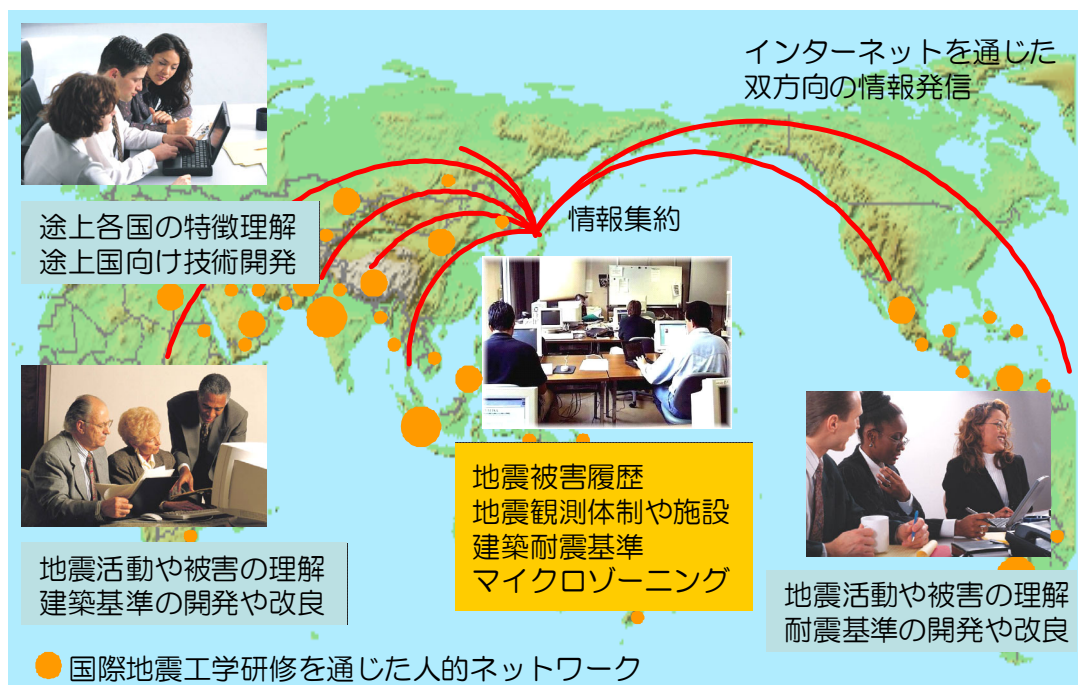 インターネットを通じた
双方向の情報発信
途上各国の特徴理解
途上国向け技術開発
情報集約
地震被害履歴
地震観測体制や施設
建築耐震基準
マイクロゾーニング
地震活動や被害の理解
建築基準の開発や改良
地震活動や被害の理解
耐震基準の開発や改良
国際地震工学研修を通じた人的ネットワーク